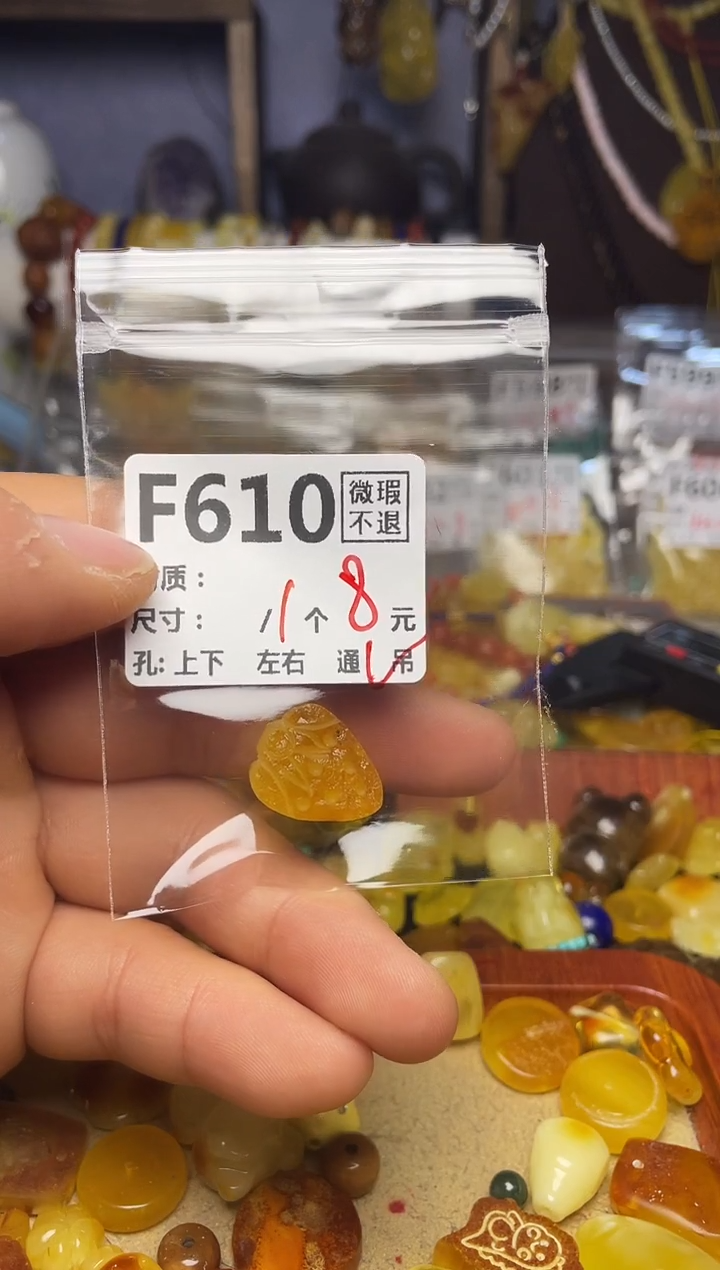 F610 微瑕
不退
质：
尺寸： /1个 8元
孔: 上下 左右 通 吊